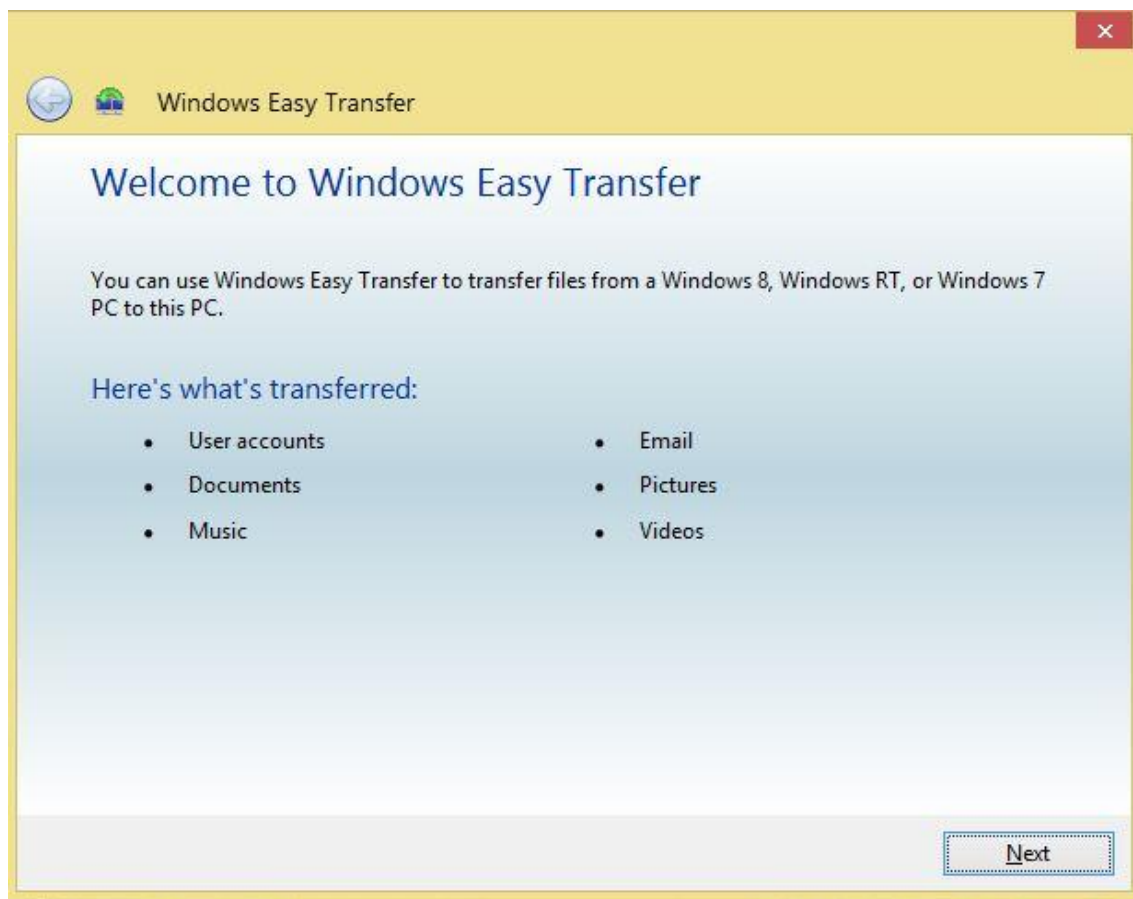 Windows Easy Transfer
Welcome to Windows Easy Transfer
You can use Windows Easy Transfer to transfer files from a Windows 8, Windows RT, or Windows 7
PC to this PC.
Here's what's transferred:
• User accounts
• Documents
• Music
• Email
• Pictures
• Videos
Next